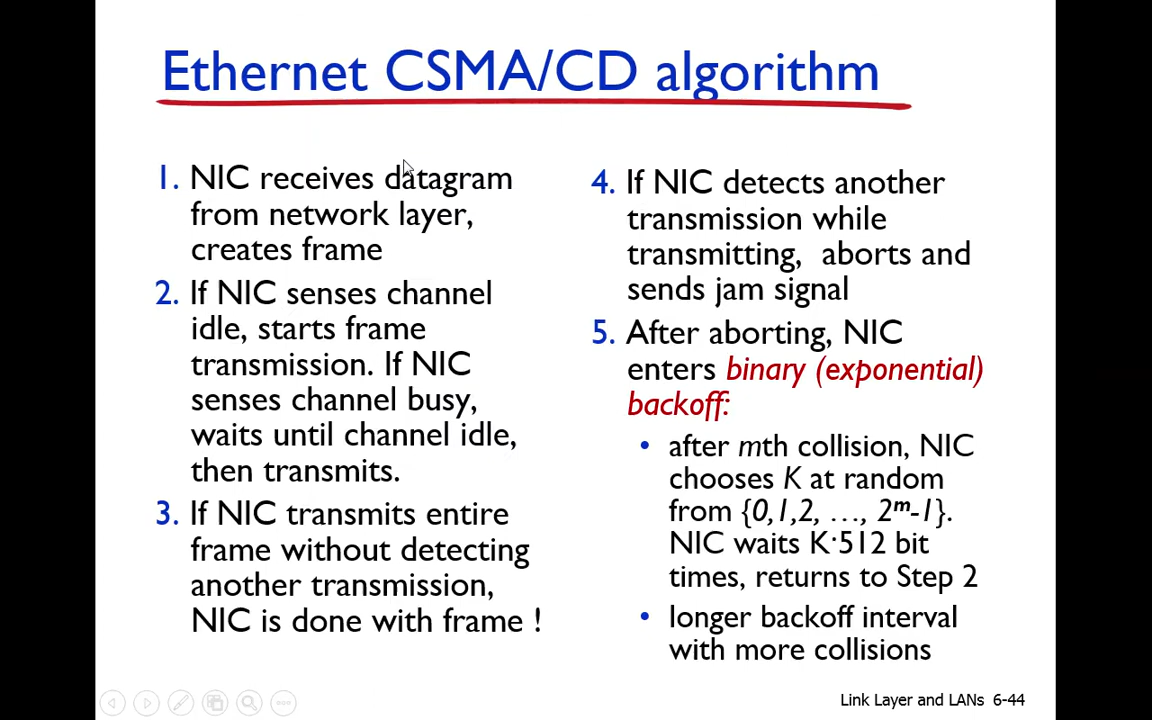 Ethernet CSMA/CD algorithm
1. NIC receives datagram
from network layer,
creates frame
2. If NIC senses channel
idle, starts frame
transmission. If NIC
senses channel busy,
waits until channel idle,
then transmits.
3. If NIC transmits entire
frame without detecting
another transmission,
NIC is done with frame !
4. If NIC detects another
transmission while
transmitting, aborts and
sends jam signal
5. After aborting, NIC
enters binary (exponential)
backoff:
• after mth collision, NIC
chooses K at random
from {0,1,2, …, 2ᵐ-1}.
NIC waits K·512 bit
times, returns to Step 2
• longer backoff interval
with more collisions
Link Layer and LANs 6-44